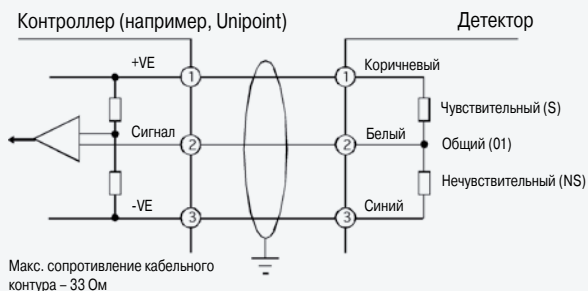 Контроллер (например, Unipoint)
Детектор
+VE
1
1
Коричневый
Чувствительный (S)
Сигнал
2
2
Белый
Общий (01)
Нечувствительный (NS)
-VE
3
3
Синий
Макс. сопротивление кабельного
контура – 33 Ом